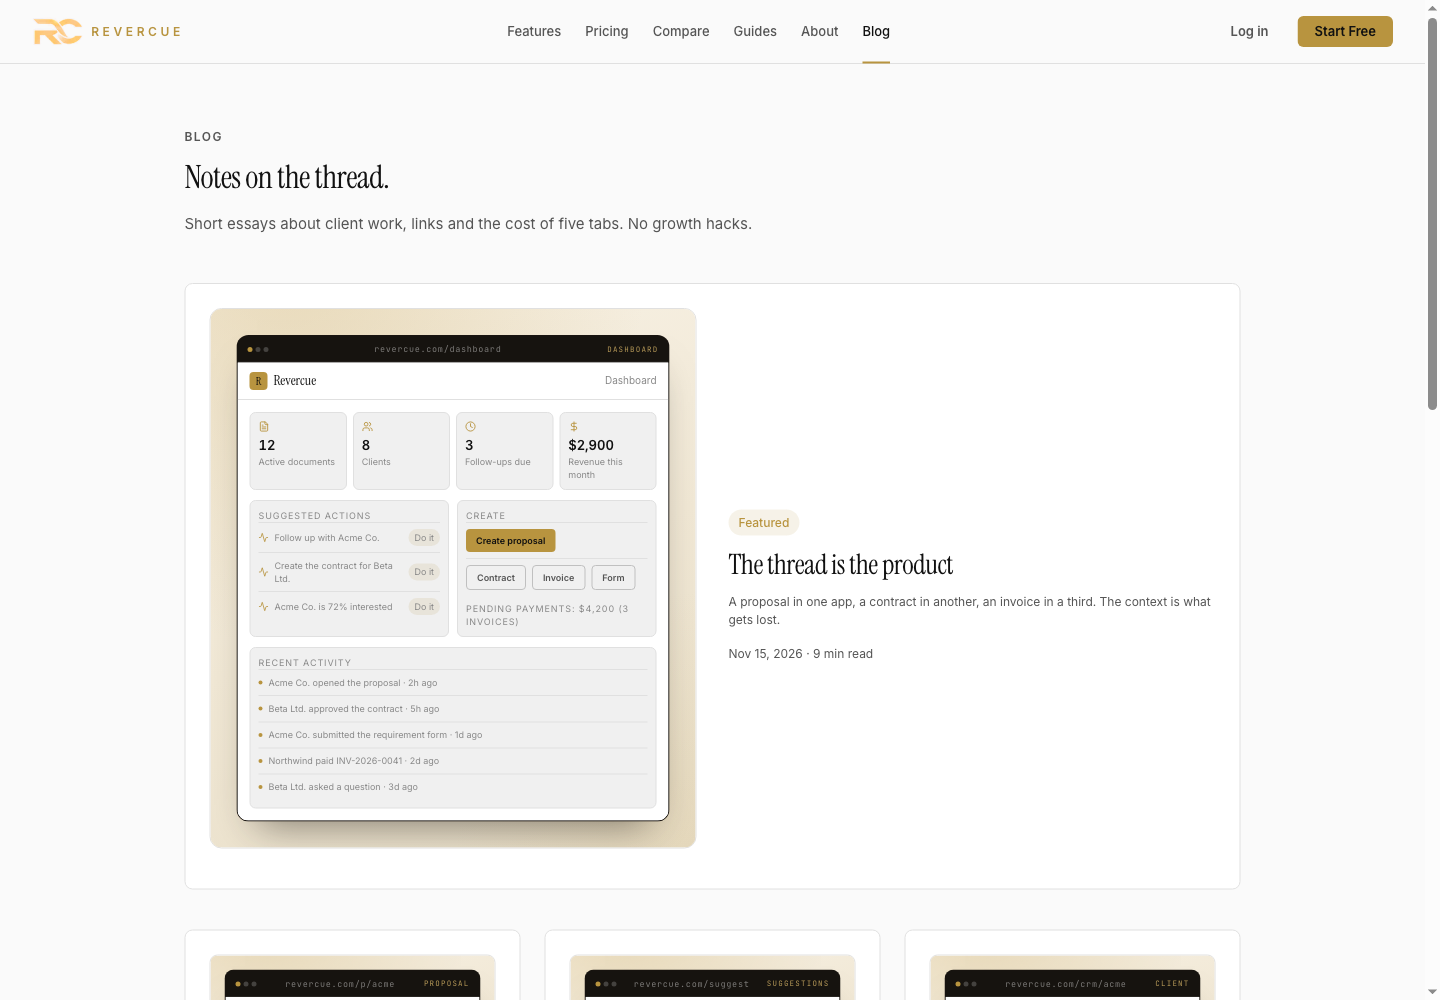 REVERCUE
Features
Pricing
Compare
Guides
About
Blog
Log in
Start Free
BLOG
Notes on the thread.
Short essays about client work, links and the cost of five tabs. No growth hacks.
revercue.com/dashboard
DASHBOARD
R
Revercue
Dashboard
12
Active documents
8
Clients
3
Follow-ups due
$2,900
Revenue this
month
SUGGESTED ACTIONS
Follow up with Acme Co.
Do it
Create the contract for Beta
Ltd.
Do it
Acme Co. is 72% interested
Do it
CREATE
Create proposal
Contract
Invoice
Form
PENDING PAYMENTS: $4,200 (3
INVOICES)
RECENT ACTIVITY
Acme Co. opened the proposal · 2h ago
Beta Ltd. approved the contract · 5h ago
Acme Co. submitted the requirement form · 1d ago
Northwind paid INV-2026-0041 · 2d ago
Beta Ltd. asked a question · 3d ago
Featured
The thread is the product
A proposal in one app, a contract in another, an invoice in a third. The context is what
gets lost.
Nov 15, 2026 · 9 min read
revercue.com/p/acme
PROPOSAL
revercue.com/suggest
SUGGESTIONS
revercue.com/crm/acme
CLIENT